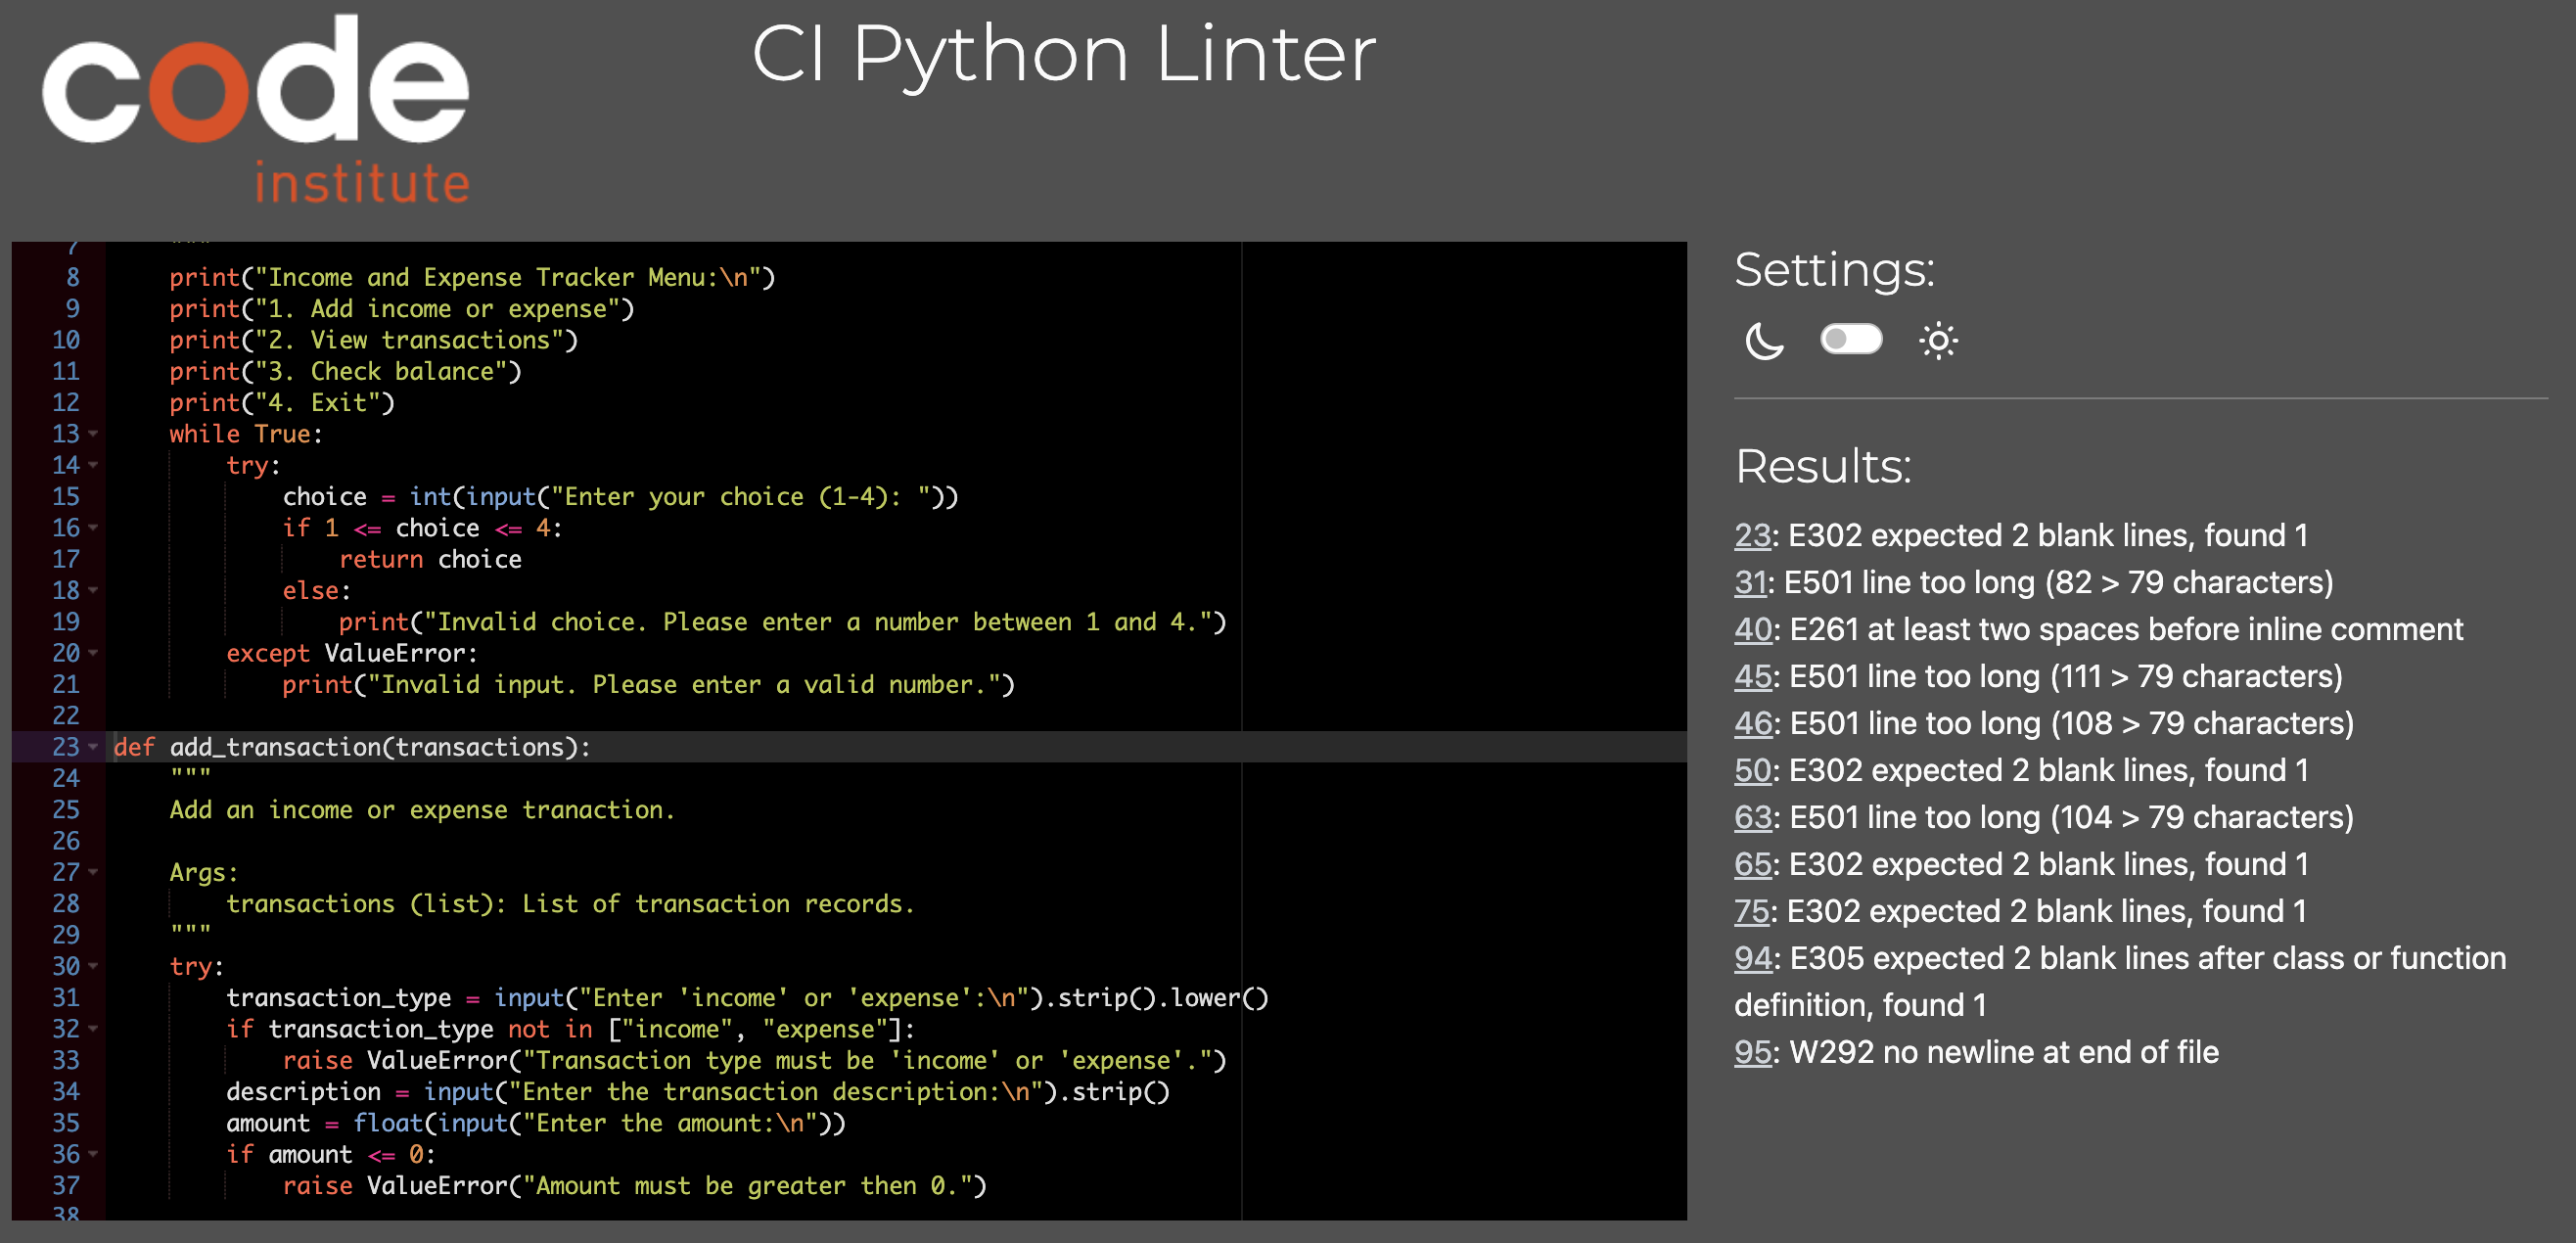 code
institute
CI Python Linter
7    """
8    print("Income and Expense Tracker Menu:\n")
9    print("1. Add income or expense")
10    print("2. View transactions")
11    print("3. Check balance")
12    print("4. Exit")
13    while True:
14        try:
15            choice = int(input("Enter your choice (1-4): "))
16            if 1 <= choice <= 4:
17                return choice
18            else:
19                print("Invalid choice. Please enter a number between 1 and 4.")
20        except ValueError:
21            print("Invalid input. Please enter a valid number.")
22
23 def add_transaction(transactions):
24    """
25    Add an income or expense tranaction.
26
27    Args:
28        transactions (list): List of transaction records.
29    """
30    try:
31        transaction_type = input("Enter 'income' or 'expense':\n").strip().lower()
32        if transaction_type not in ["income", "expense"]:
33            raise ValueError("Transaction type must be 'income' or 'expense'.")
34        description = input("Enter the transaction description:\n").strip()
35        amount = float(input("Enter the amount:\n"))
36        if amount <= 0:
37            raise ValueError("Amount must be greater then 0.")
38
Settings:
Results:
23: E302 expected 2 blank lines, found 1
31: E501 line too long (82 > 79 characters)
40: E261 at least two spaces before inline comment
45: E501 line too long (111 > 79 characters)
46: E501 line too long (108 > 79 characters)
50: E302 expected 2 blank lines, found 1
63: E501 line too long (104 > 79 characters)
65: E302 expected 2 blank lines, found 1
75: E302 expected 2 blank lines, found 1
94: E305 expected 2 blank lines after class or function
definition, found 1
95: W292 no newline at end of file